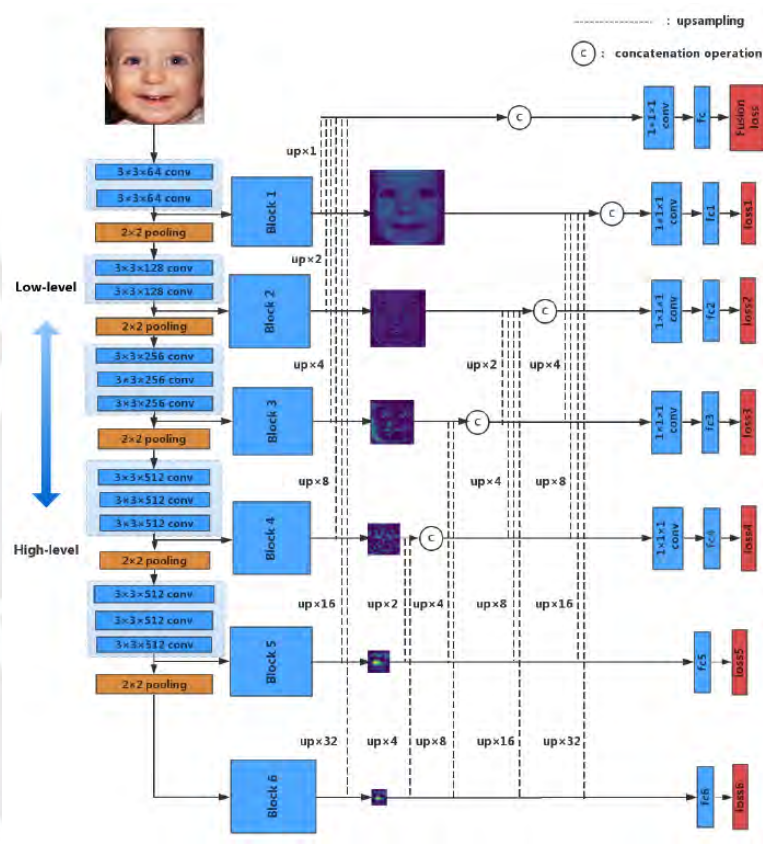 : upsampling
C : concatenation operation
C
1×1×1 conv
fc
Fusion loss
up×1
3×3×64 conv
3×3×64 conv
Block 1
C
1×1×1 conv
fc1
loss1
2×2 pooling
up×2
3×3×128 conv
Low-level
3×3×128 conv
Block 2
C
1×1×1 conv
fc2
loss2
2×2 pooling
3×3×256 conv
up×4
up×2
up×4
3×3×256 conv
3×3×256 conv
Block 3
C
1×1×1 conv
fc3
loss3
2×2 pooling
3×3×512 conv
up×8
up×4
up×8
3×3×512 conv
3×3×512 conv
Block 4
C
1×1×1 conv
fc4
loss4
High-level
2×2 pooling
3×3×512 conv
up×16
up×2
up×4
up×8
up×16
3×3×512 conv
3×3×512 conv
Block 5
fc5
loss5
2×2 pooling
up×32
up×4
up×8
up×16
up×32
Block 6
fc6
loss6